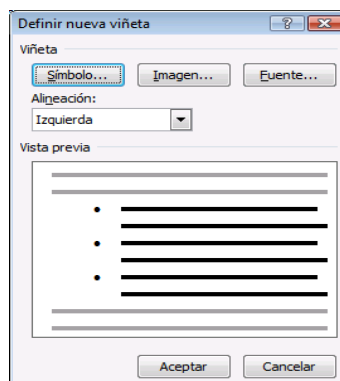 Definir nueva viñeta
Viñeta
Símbolo... Imagen... Fuente...
Alineación:
Izquierda
Vista previa
Aceptar Cancelar